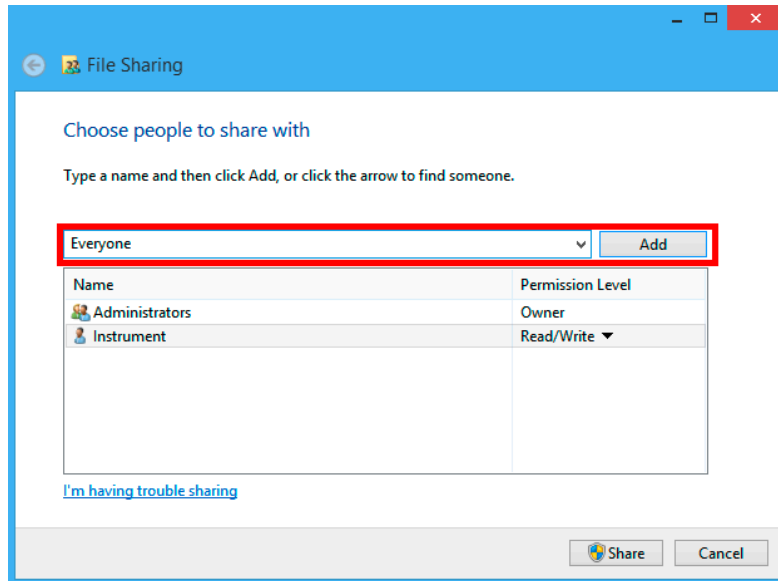 File Sharing
Choose people to share with
Type a name and then click Add, or click the arrow to find someone.
Everyone Add
Name Permission Level
Administrators Owner
Instrument Read/Write
I'm having trouble sharing
Share Cancel